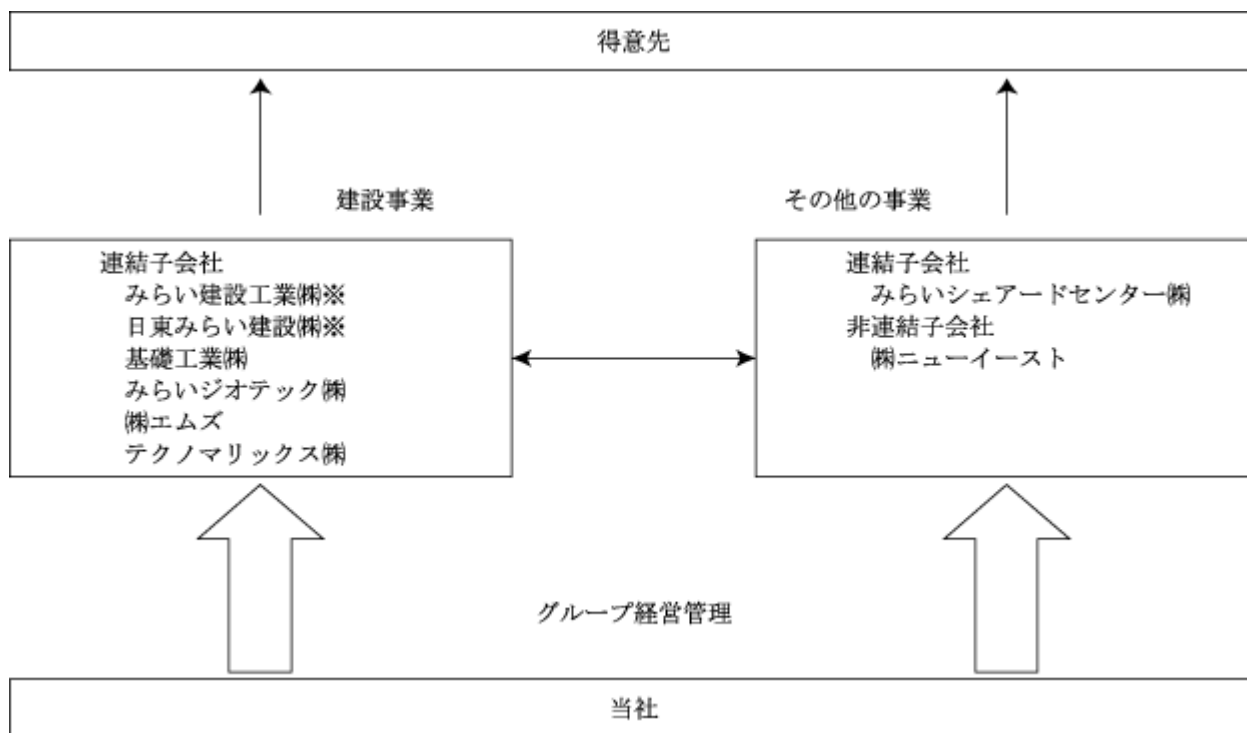 得意先
建設事業
その他の事業
連結子会社
みらい建設工業㈱※
日東みらい建設㈱※
基礎工業㈱
みらいジオテック㈱
㈱エムズ
テクノマリックス㈱
連結子会社
みらいシェアードセンター㈱
非連結子会社
㈱ニューイースト
グループ経営管理
当社